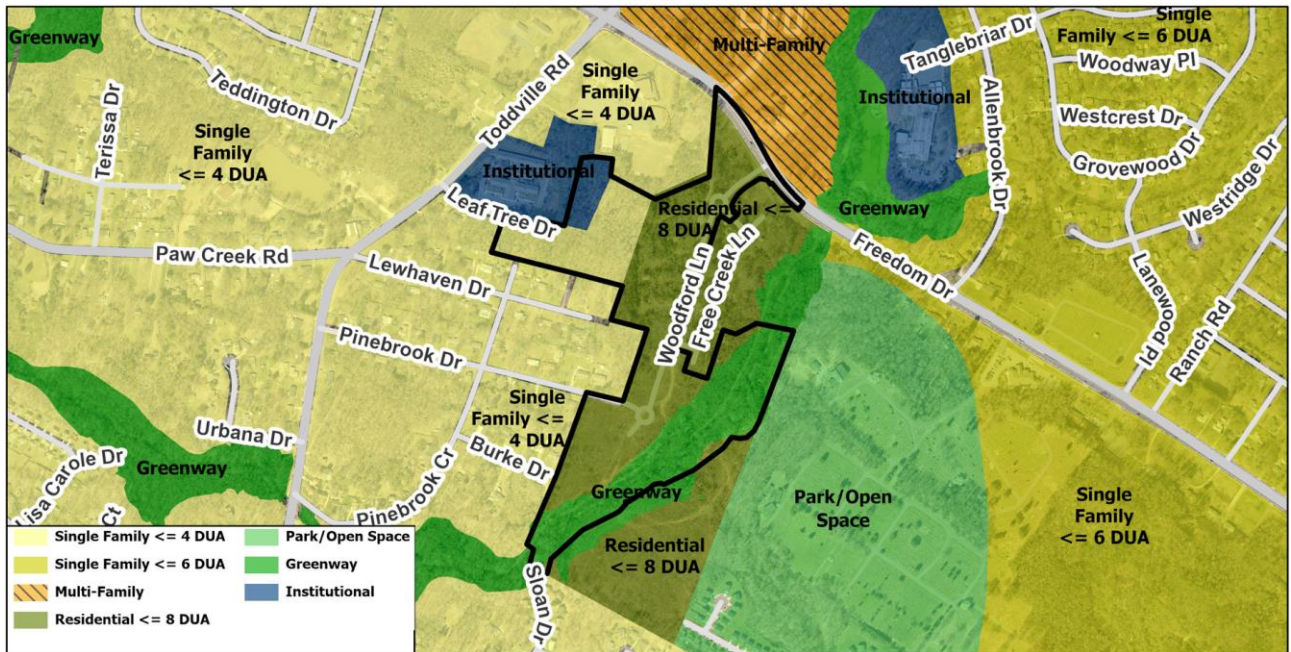 Greenway
Teddington Dr
Terissa Dr
Single
Family
<= 4 DUA
Toddville Rd
Single
Family
<= 4 DUA
Multi-Family
Institutional
Tanglebriar Dr
Single
Family <= 6 DUA
Woodway Pl
Westcrest Dr
Grovewood Dr
Westridge Dr
Allenbrook Dr
Institutional
Leaf Tree Dr
Residential <=
8 DUA
Greenway
Freedom Dr
Paw Creek Rd
Lewhaven Dr
Pinebrook Dr
Woodford Ln
Free Creek Ln
Lanewood Pl
Ranch Rd
Single
Family <=
4 DUA
Urbana Dr
Burke Dr
Pinebrook Cr
Greenway
Lisa Carole Dr
Ct
Greenway
Park/Open
Space
Single
Family
<= 6 DUA
Residential
<= 8 DUA
Sloan Dr
Single Family <= 4 DUA
Single Family <= 6 DUA
Multi-Family
Residential <= 8 DUA
Park/Open Space
Greenway
Institutional